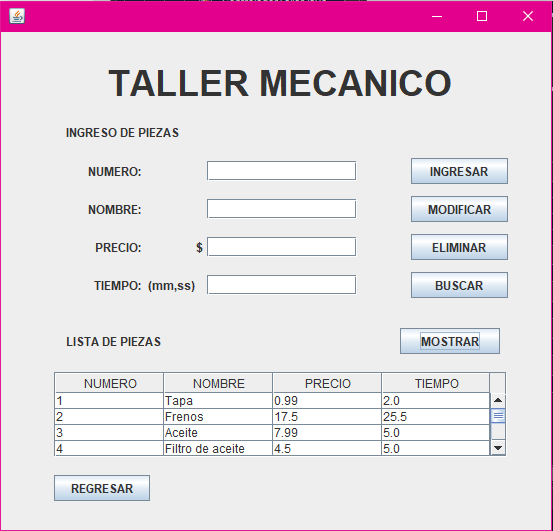 TALLER MECANICO
INGRESO DE PIEZAS
NUMERO: INGRESAR
NOMBRE: MODIFICAR
PRECIO: $ ELIMINAR
TIEMPO: (mm,ss) BUSCAR
LISTA DE PIEZAS MOSTRAR
NUMERO NOMBRE PRECIO TIEMPO
1 Tapa 0.99 2.0
2 Frenos 17.5 25.5
3 Aceite 7.99 5.0
4 Filtro de aceite 4.5 5.0
REGRESAR